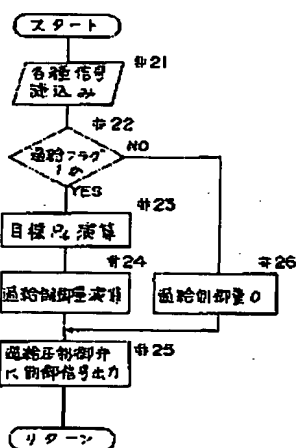 スタート
各種信号
読込み
#21
#22
過給フラグ
1か
NO
YES
#23
目標Pc演算
#24
過給制御量演算
過給制御量0
#26
過給圧制御弁
に制御信号出力
#25
リターン